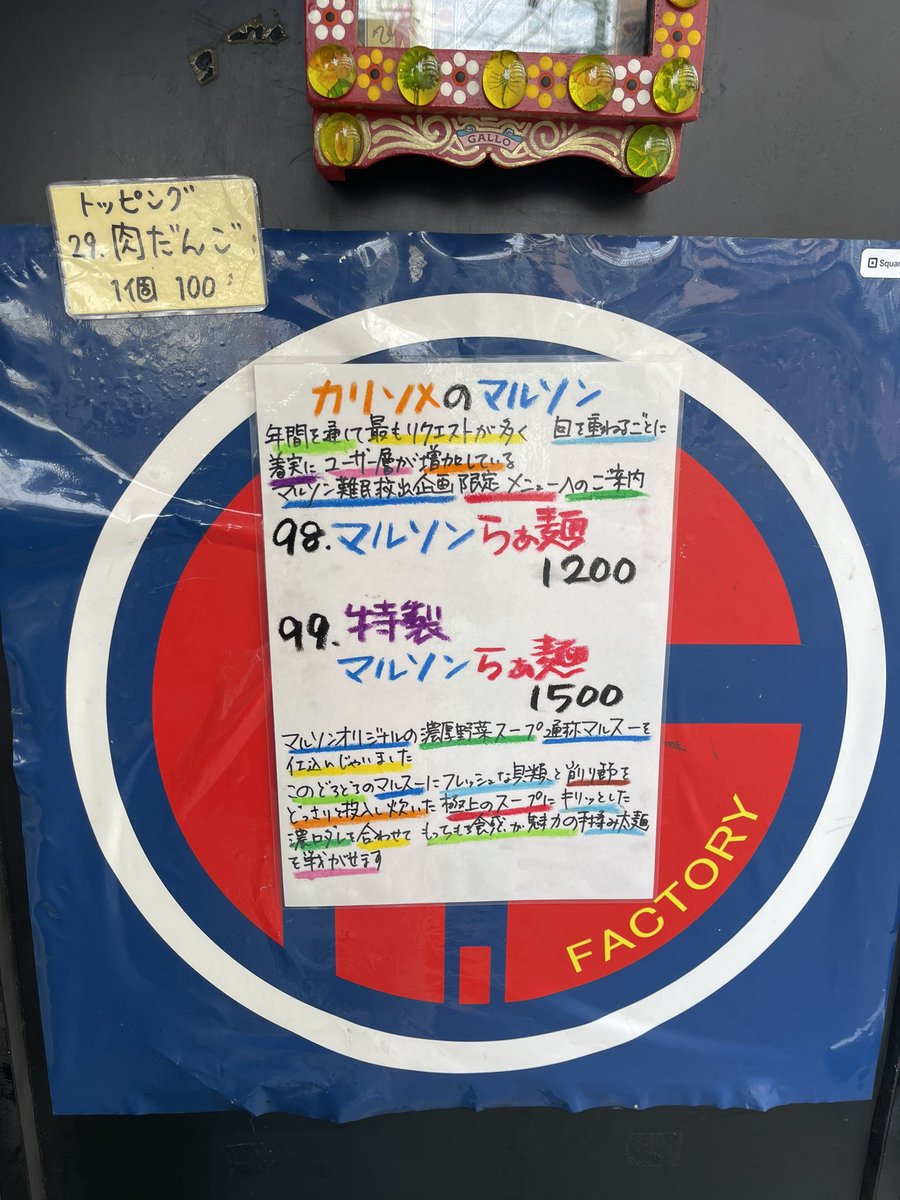 GALLO
トッピング
29. 肉だんご
1個 100
Squar
カリソメのマルソン
年間を通して最もリクエストが多く 回を重ねるごとに
着実にユーザー層が増加している
マルソン難民救出企画限定メニューへのご案内
98. マルソンらぁ麺
1200
99. 特製
マルソンらぁ麺
1500
マルソンオリジナルの濃厚野菜スープ通称マルスーを
仕込んじゃいました
このどろどろのマルスーにフレッシュな貝類と削り節を
どっさりと投入し炊いた極上のスープにキリッとした
濃口ダレを合わせて もっちもち食感が魅力の手揉み太麺
を戦がせます
FACTORY